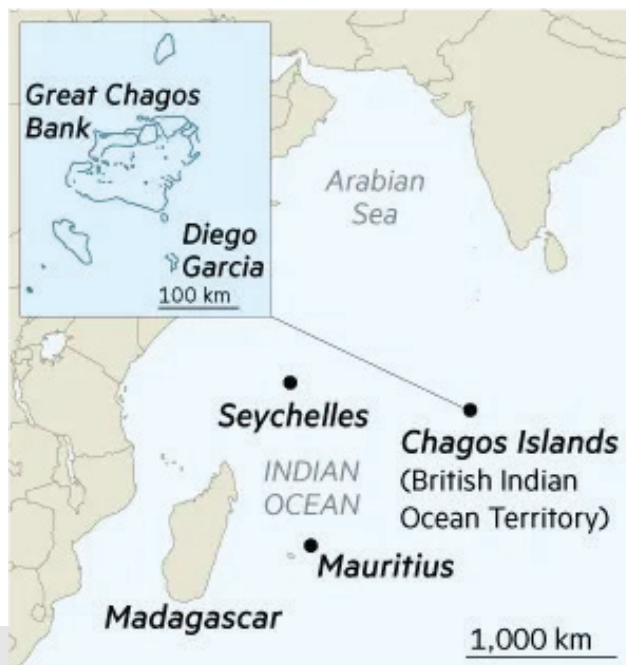 Great Chagos
Bank
Diego
Garcia
100 km
Arabian
Sea
Seychelles
Chagos Islands
(British Indian
Ocean Territory)
INDIAN
OCEAN
Mauritius
Madagascar
1,000 km